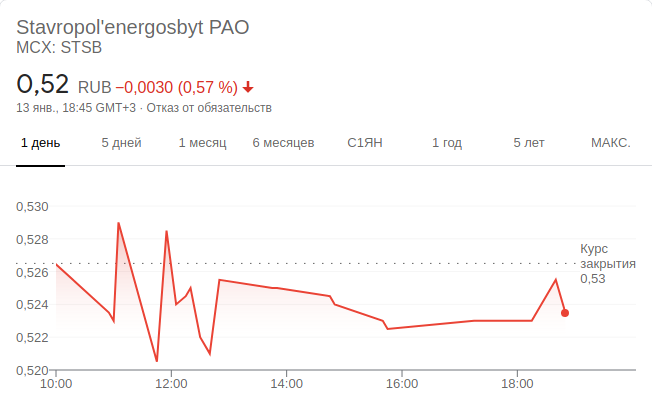 Stavropol'energosbyt PAO
MCX: STSB
0,52 RUB −0,0030 (0,57 %)
13 янв., 18:45 GMT+3 · Отказ от обязательств
1 день 5 дней 1 месяц 6 месяцев С1ЯН 1 год 5 лет МАКС.
0,530
0,528
Курс
закрытия
0,53
0,526
0,524
0,522
0,520
10:00 12:00 14:00 16:00 18:00